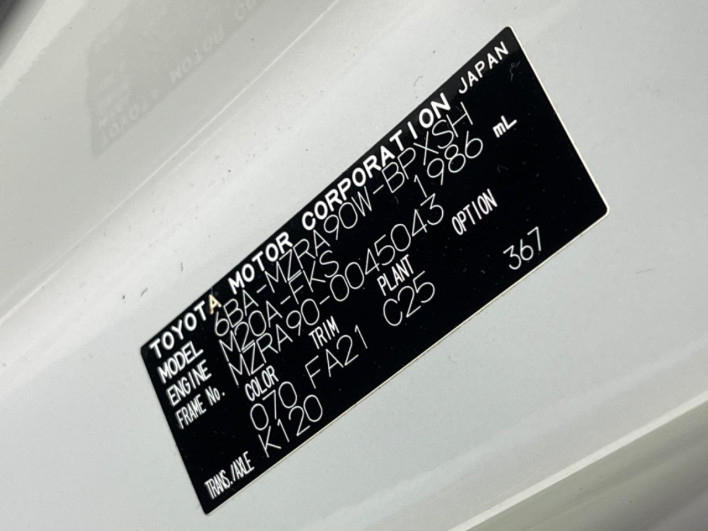 TOYOTA MOTOR CORPORATION JAPAN
MODEL 6BA-MZRA90W-BPXSH
ENGINE M20A-FKS 1986 mL
FRAME No. MZRA90-0045043
COLOR TRIM PLANT OPTION
070 FA21 C25 367
TRANS./AXLE K120